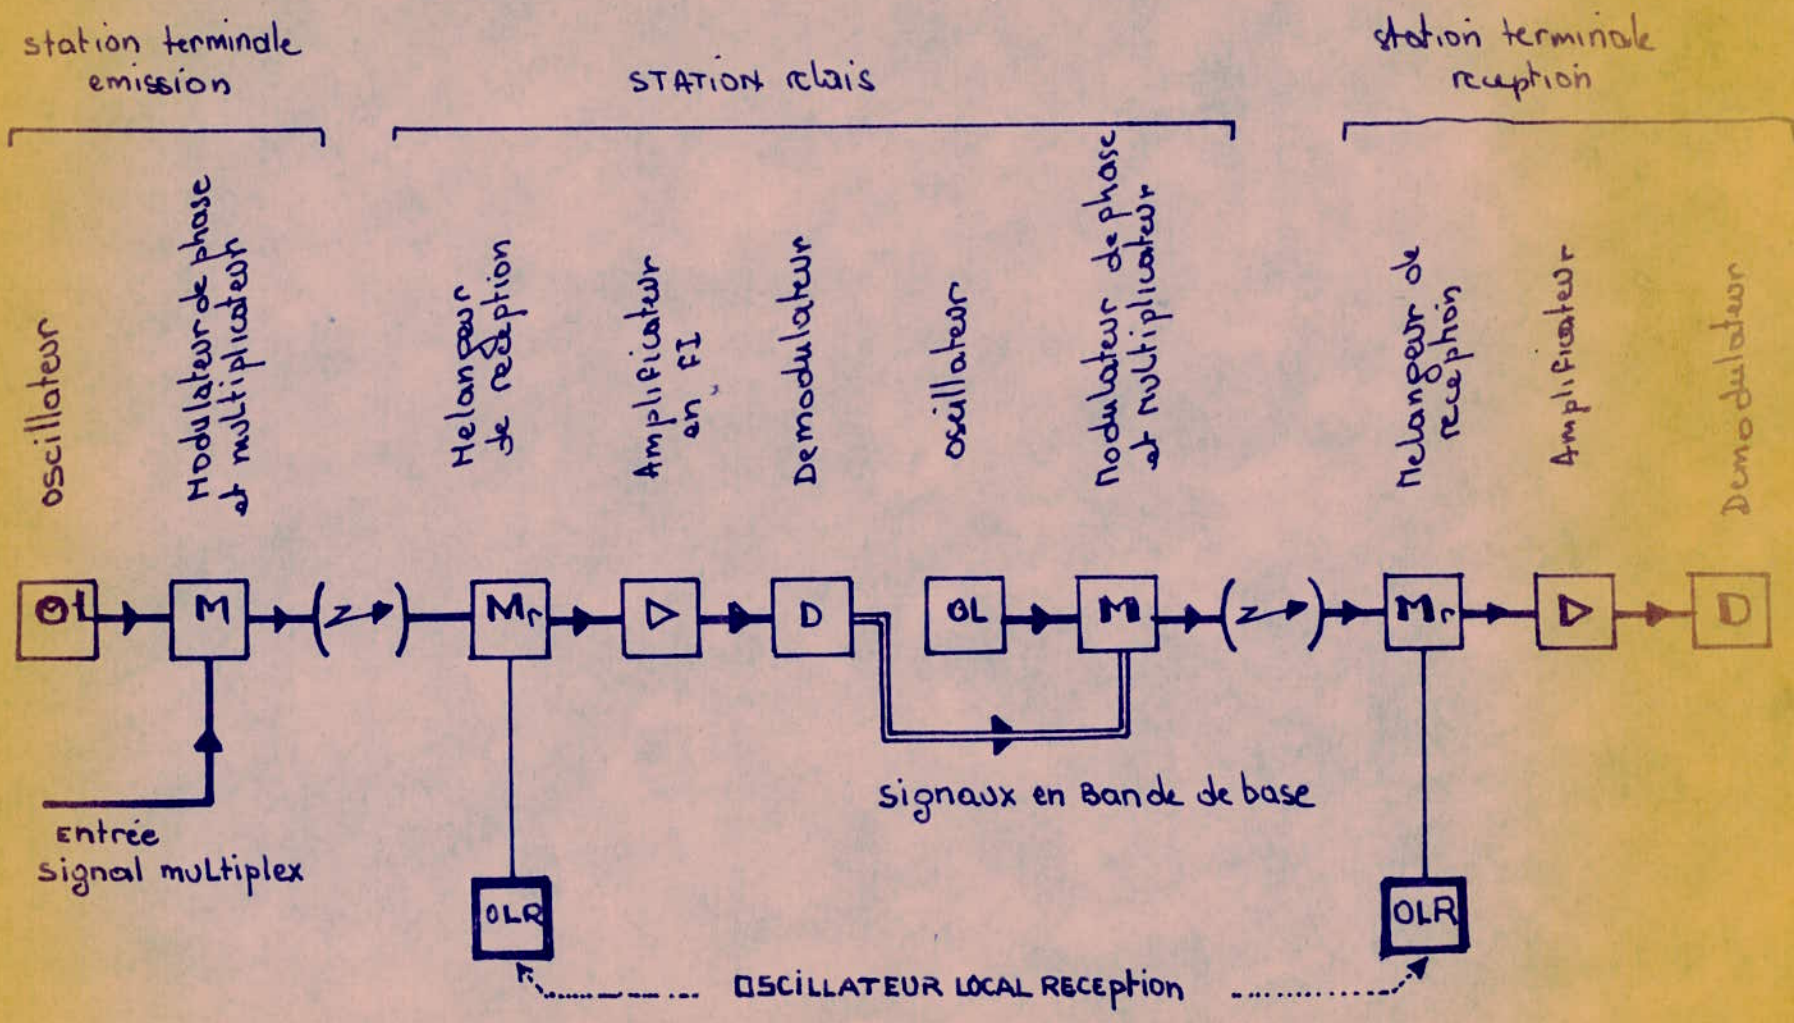 station terminale
emission
STATION relais
station terminale
reception
oscillateur
Modulateur de phase
et multiplicateur
Melangeur
de reception
Amplificateur
en FI
Demodulateur
oscillateur
Modulateur de phase
et multiplicateur
Melangeur de
reception
Amplificateur
Demodulateur
OL
M
Mr
D
OL
M
Mr
D
signaux en Bande de base
Entrée
signal multiplex
OLR
OLR
OSCILLATEUR LOCAL RECEPtion